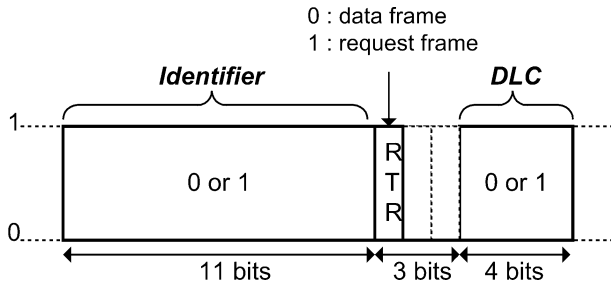 0 : data frame
1 : request frame
Identifier
DLC
1
0 or 1
R
T
R
0 or 1
0
11 bits
3 bits
4 bits